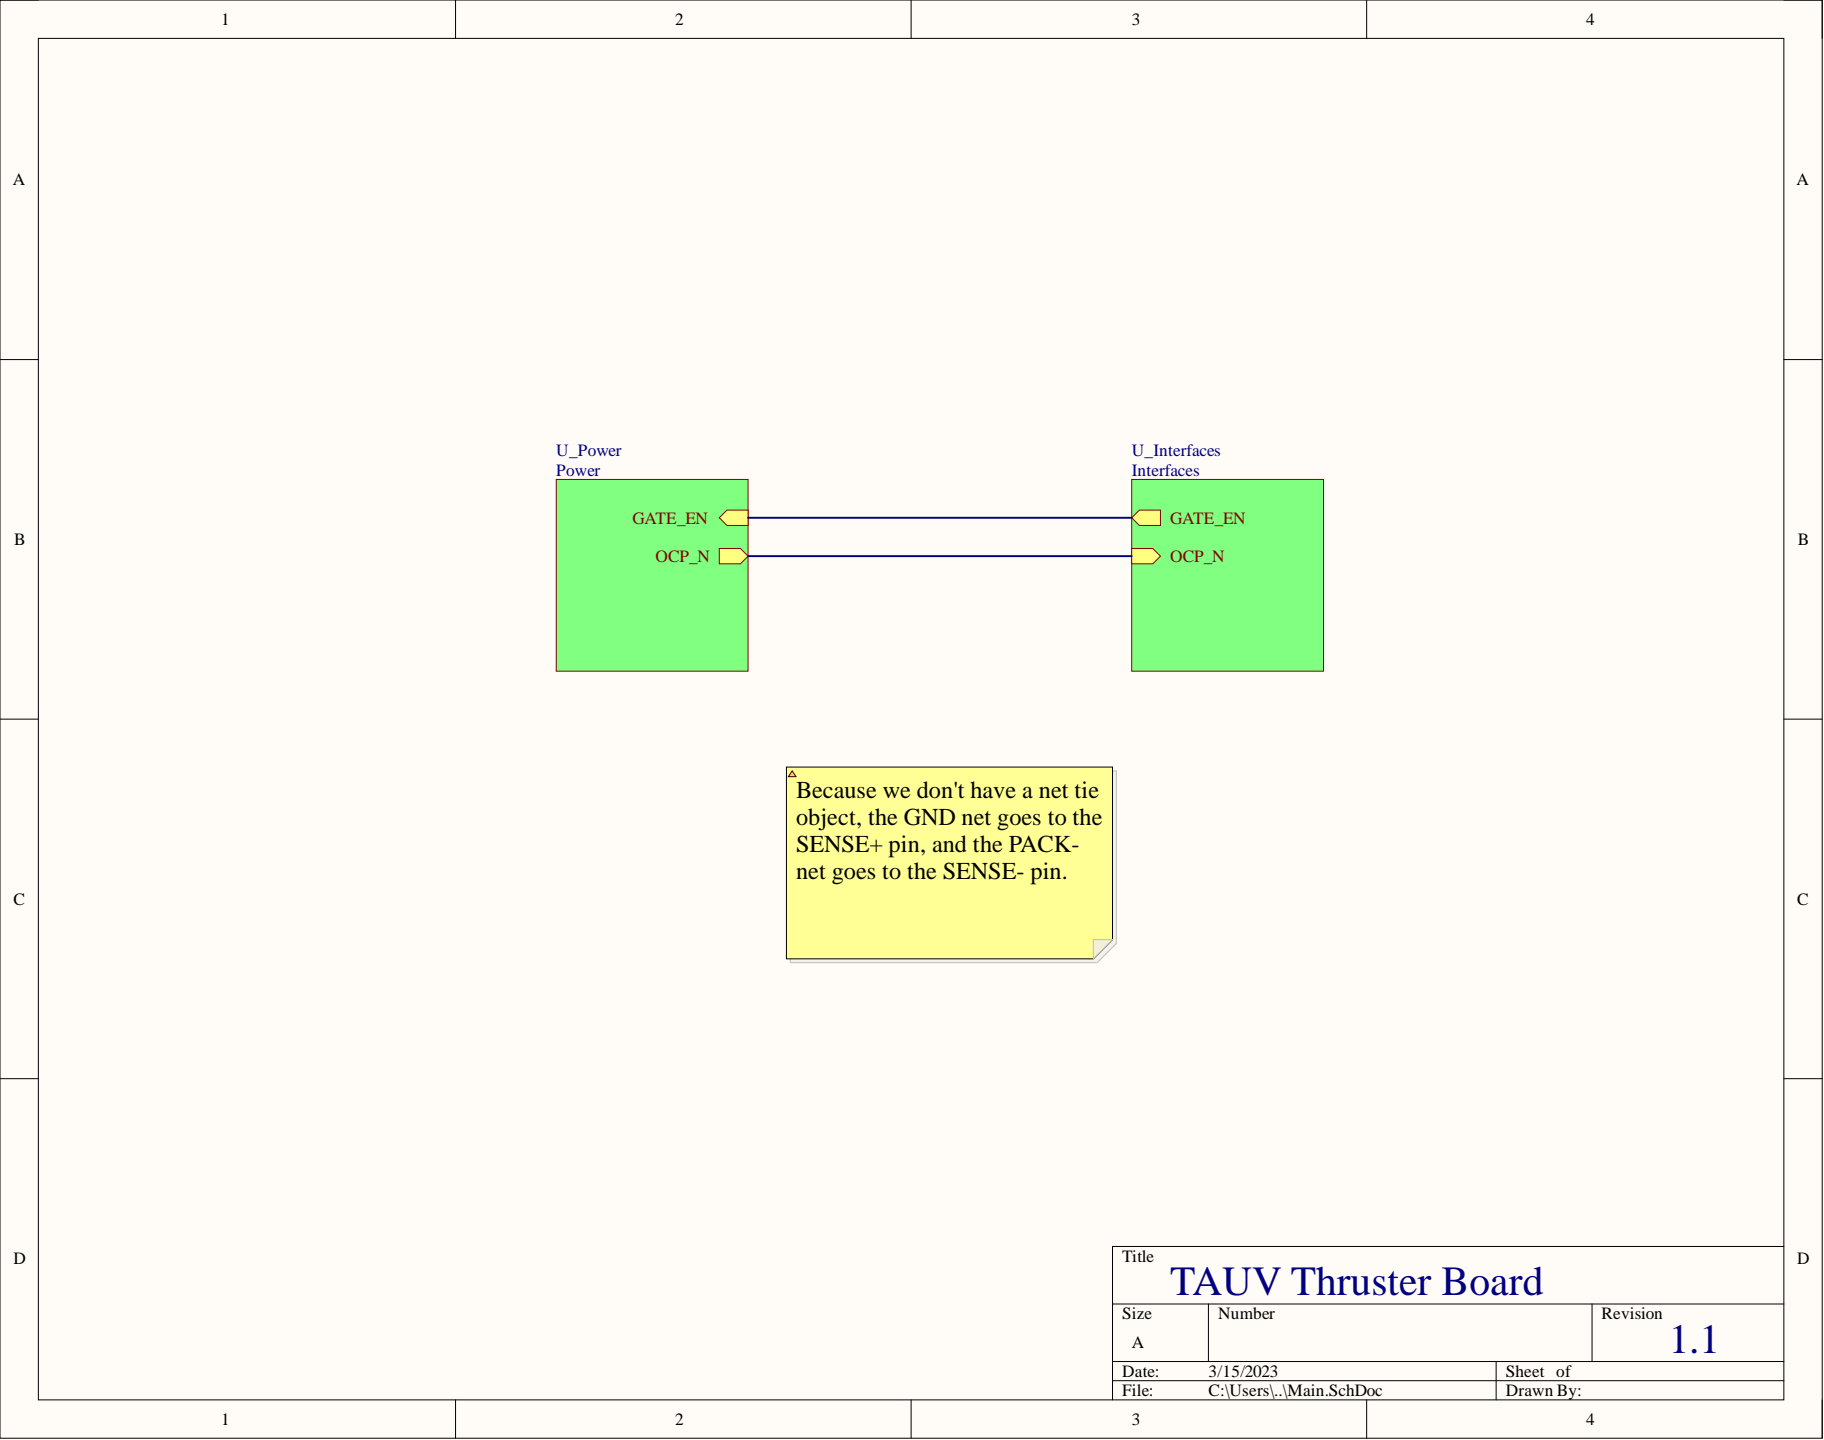 1 2 3 4
A A
U_Power U_Interfaces
Power Interfaces
GATE_EN GATE_EN
B B
OCP_N OCP_N
Because we don't have a net tie
object, the GND net goes to the
SENSE+ pin, and the PACK-
net goes to the SENSE- pin.
C C
D D
Title
TAUV Thruster Board
Size Number Revision
A 1.1
Date: 3/15/2023 Sheet of
File: C:\Users\..\Main.SchDoc Drawn By:
1 2 3 4